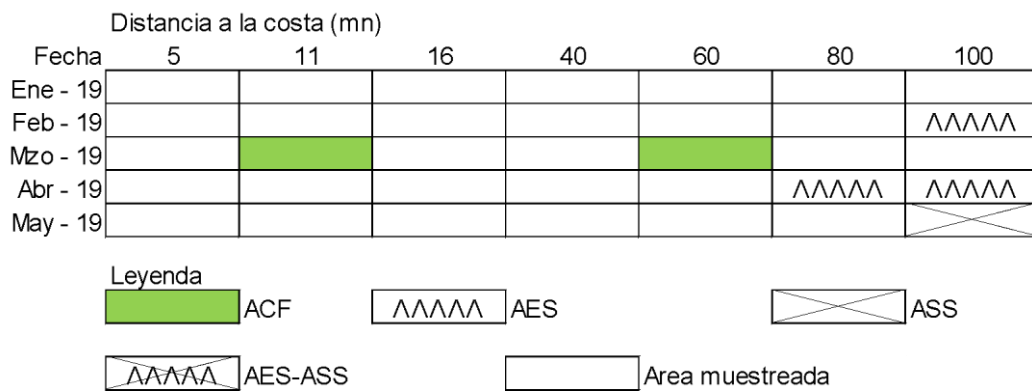 Distancia a la costa (mn)
Fecha 5 11 16 40 60 80 100
Ene - 19
Feb - 19 ΛΛΛΛΛ
Mzo - 19
Abr - 19 ΛΛΛΛΛ ΛΛΛΛΛ
May - 19
Leyenda
ACF ΛΛΛΛΛ AES ASS
ΛΛΛΛΛ AES-ASS Area muestreada